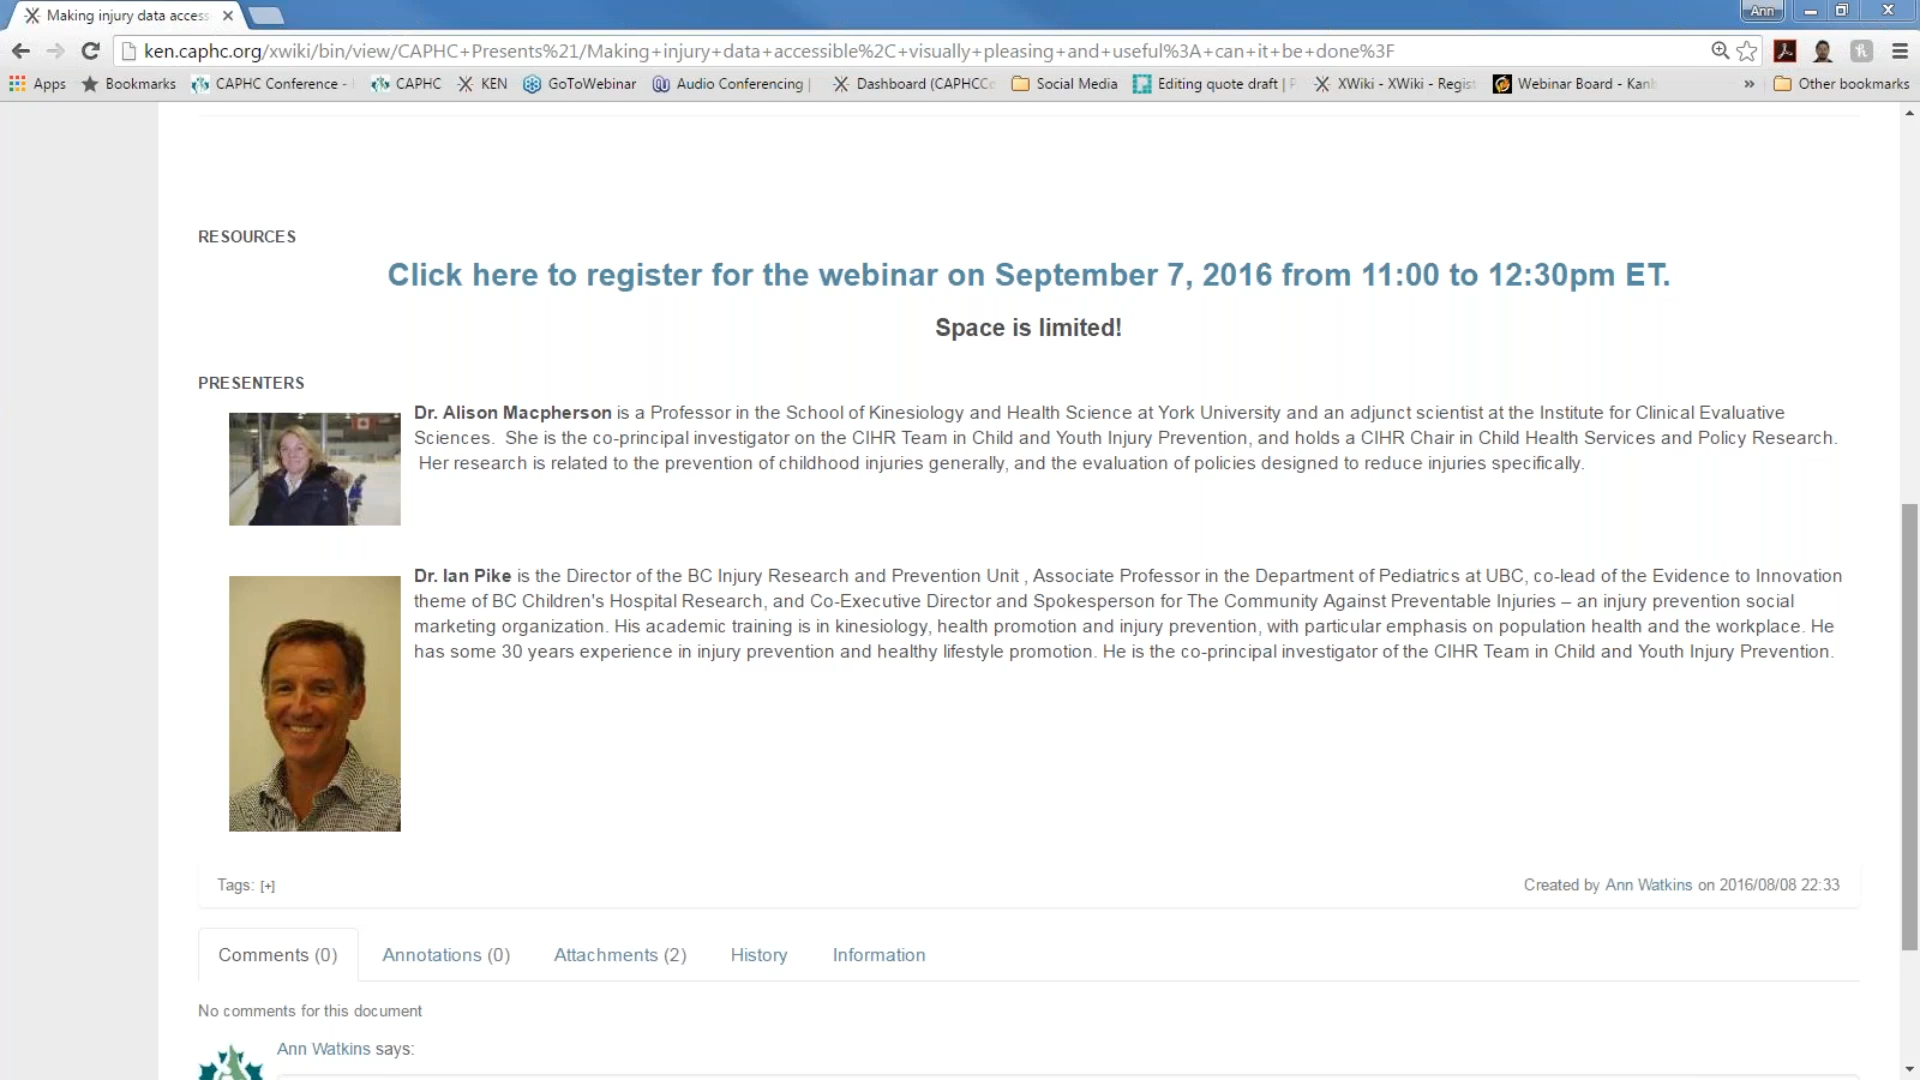 Making injury data access
Ann
ken.caphc.org/xwiki/bin/view/CAPHC+Presents%21/Making+injury+data+accessible%2C+visually+pleasing+and+useful%3A+can+it+be+done%3F
Apps Bookmarks CAPHC Conference - CAPHC KEN GoToWebinar Audio Conferencing | Dashboard (CAPHCCo Social Media Editing quote draft | P XWiki - XWiki - Regist Webinar Board - Kanb » Other bookmarks
RESOURCES
Click here to register for the webinar on September 7, 2016 from 11:00 to 12:30pm ET.
Space is limited!
PRESENTERS
Dr. Alison Macpherson is a Professor in the School of Kinesiology and Health Science at York University and an adjunct scientist at the Institute for Clinical Evaluative
Sciences. She is the co-principal investigator on the CIHR Team in Child and Youth Injury Prevention, and holds a CIHR Chair in Child Health Services and Policy Research.
Her research is related to the prevention of childhood injuries generally, and the evaluation of policies designed to reduce injuries specifically.
Dr. Ian Pike is the Director of the BC Injury Research and Prevention Unit , Associate Professor in the Department of Pediatrics at UBC, co-lead of the Evidence to Innovation
theme of BC Children's Hospital Research, and Co-Executive Director and Spokesperson for The Community Against Preventable Injuries – an injury prevention social
marketing organization. His academic training is in kinesiology, health promotion and injury prevention, with particular emphasis on population health and the workplace. He
has some 30 years experience in injury prevention and healthy lifestyle promotion. He is the co-principal investigator of the CIHR Team in Child and Youth Injury Prevention.
Tags: [+]
Created by Ann Watkins on 2016/08/08 22:33
Comments (0) Annotations (0) Attachments (2) History Information
No comments for this document
Ann Watkins says: